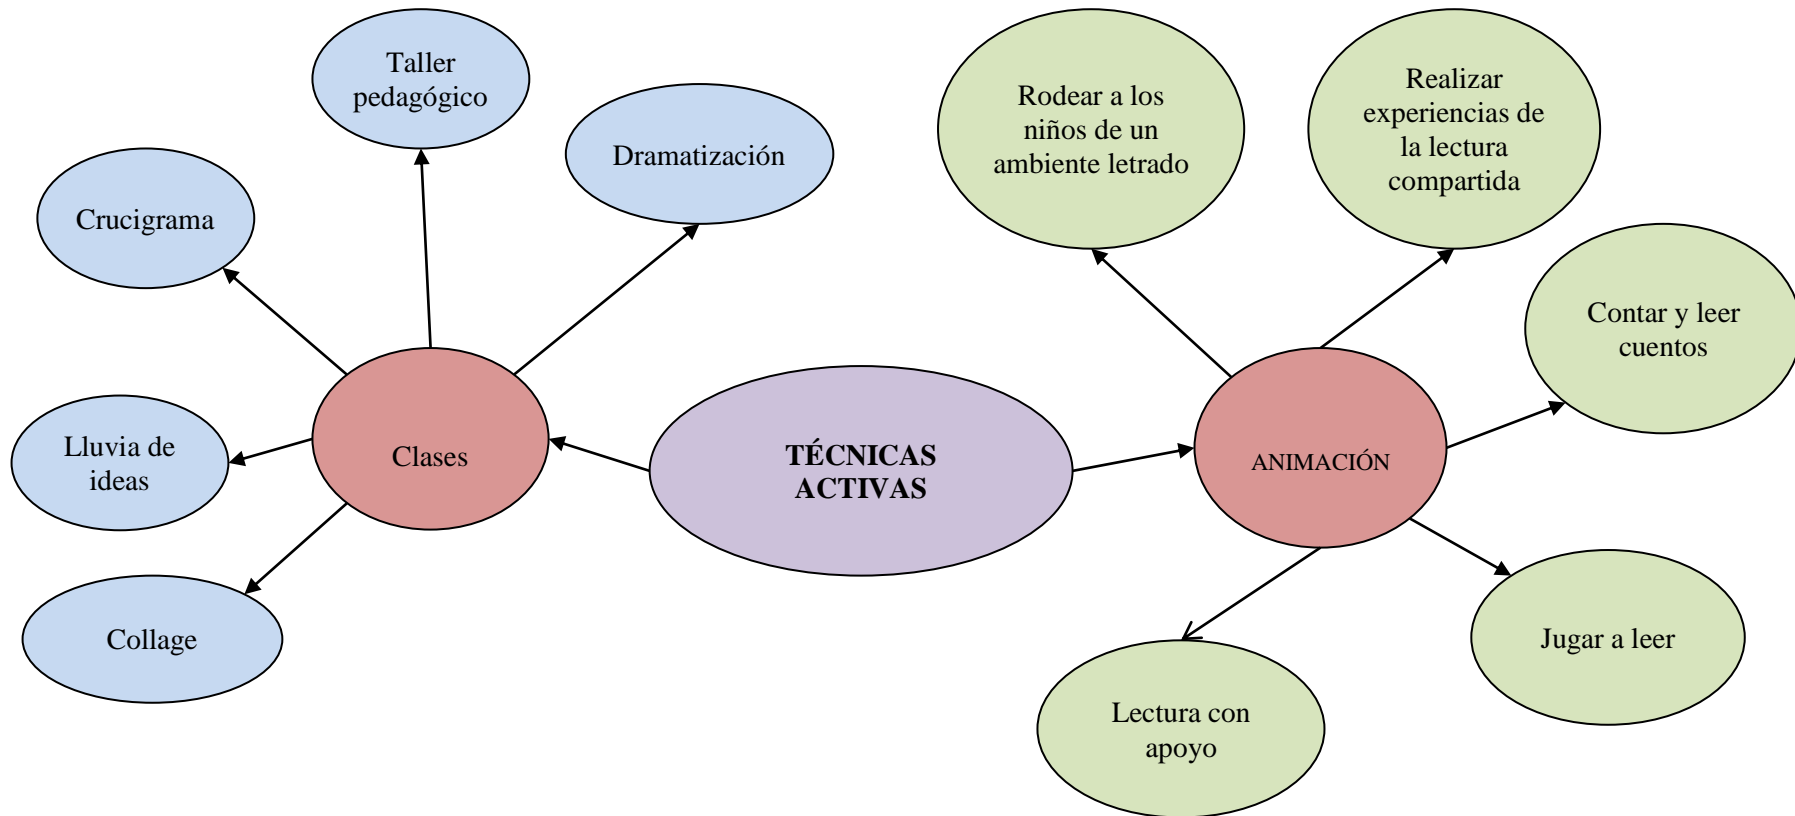 Taller
pedagógico
Dramatización
Crucigrama
Lluvia de
ideas
Collage
Clases
TÉCNICAS
ACTIVAS
ANIMACIÓN
Rodear a los
niños de un
ambiente letrado
Realizar
experiencias de
la lectura
compartida
Contar y leer
cuentos
Jugar a leer
Lectura con
apoyo